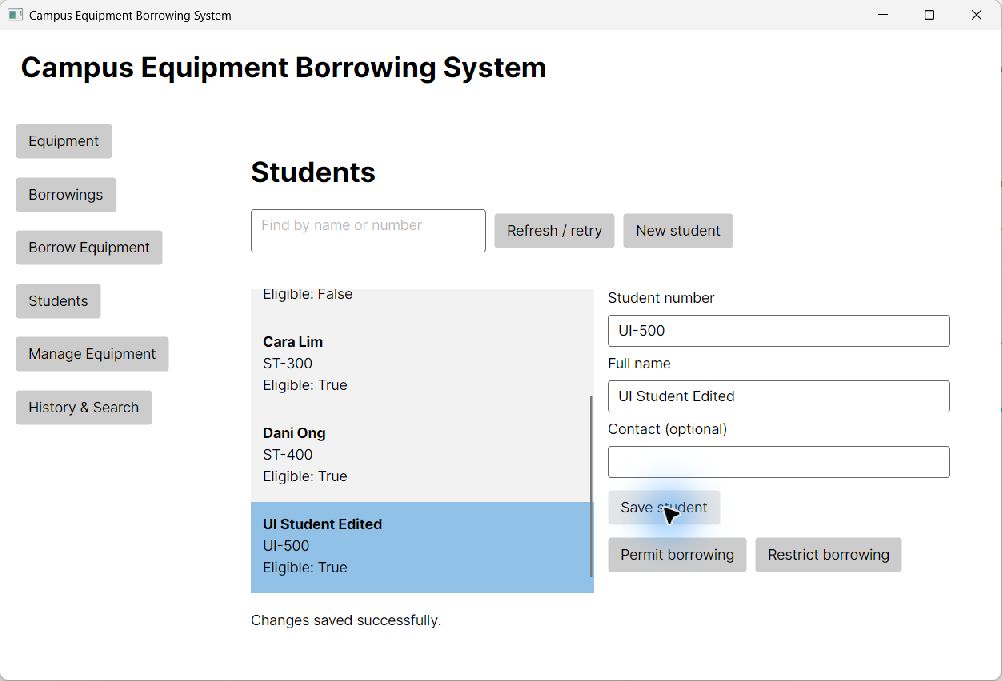 Campus Equipment Borrowing System
Campus Equipment Borrowing System
Equipment
Borrowings
Borrow Equipment
Students
Manage Equipment
History & Search
Students
Find by name or number
Refresh / retry
New student
Eligible: False
Cara Lim
ST-300
Eligible: True
Dani Ong
ST-400
Eligible: True
UI Student Edited
UI-500
Eligible: True
Student number
UI-500
Full name
UI Student Edited
Contact (optional)
Save student
Permit borrowing
Restrict borrowing
Changes saved successfully.